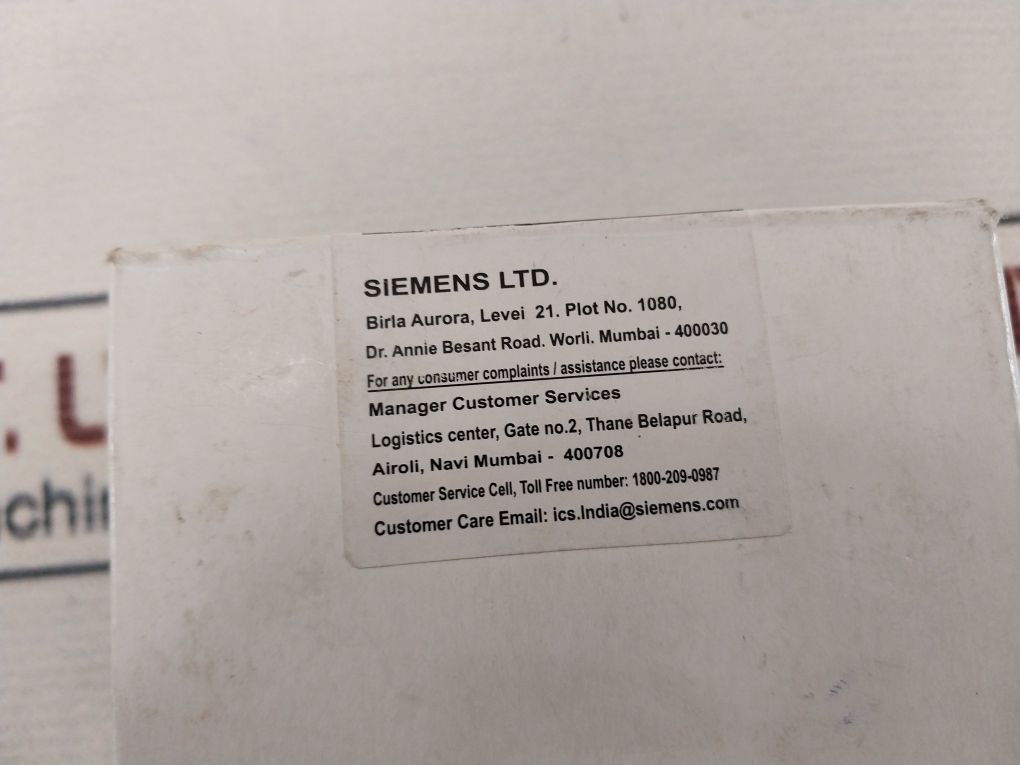 SIEMENS LTD.
Birla Aurora, Levei 21. Plot No. 1080,
Dr. Annie Besant Road. Worli. Mumbai - 400030
For any consumer complaints / assistance please contact:
Manager Customer Services
Logistics center, Gate no.2, Thane Belapur Road,
Airoli, Navi Mumbai - 400708
Customer Service Cell, Toll Free number: 1800-209-0987
Customer Care Email: ics.India@siemens.com